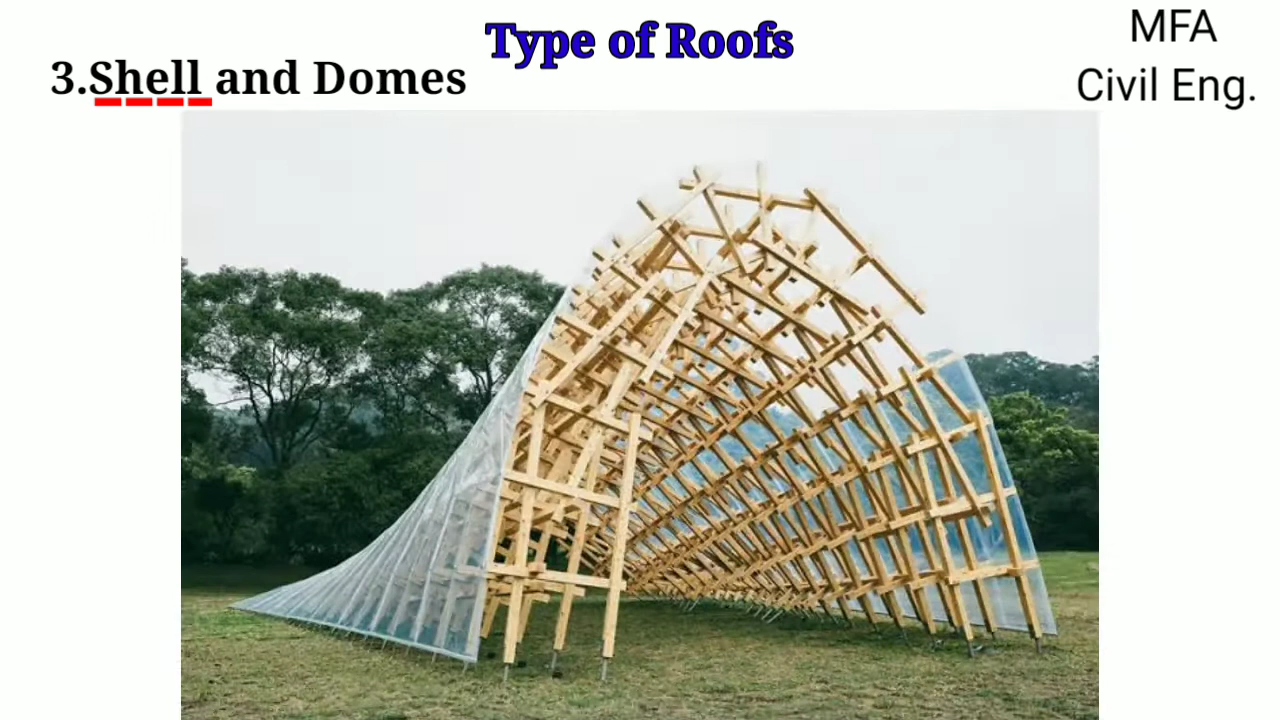 Type of Roofs
MFA
Civil Eng.
3.Shell and Domes